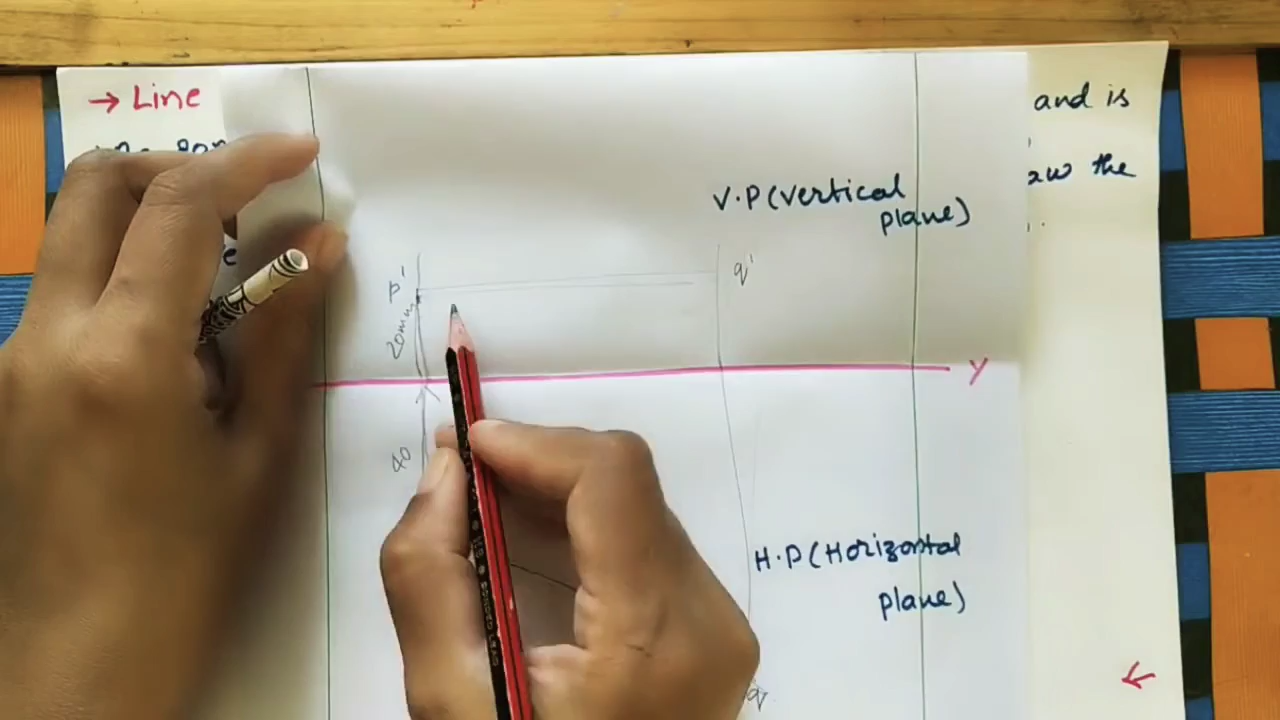 → Line
and is
aw the
V.P(Vertical
plane)
p'
q'
20mm
Y
40
H.P(Horizontal
plane)
q
←